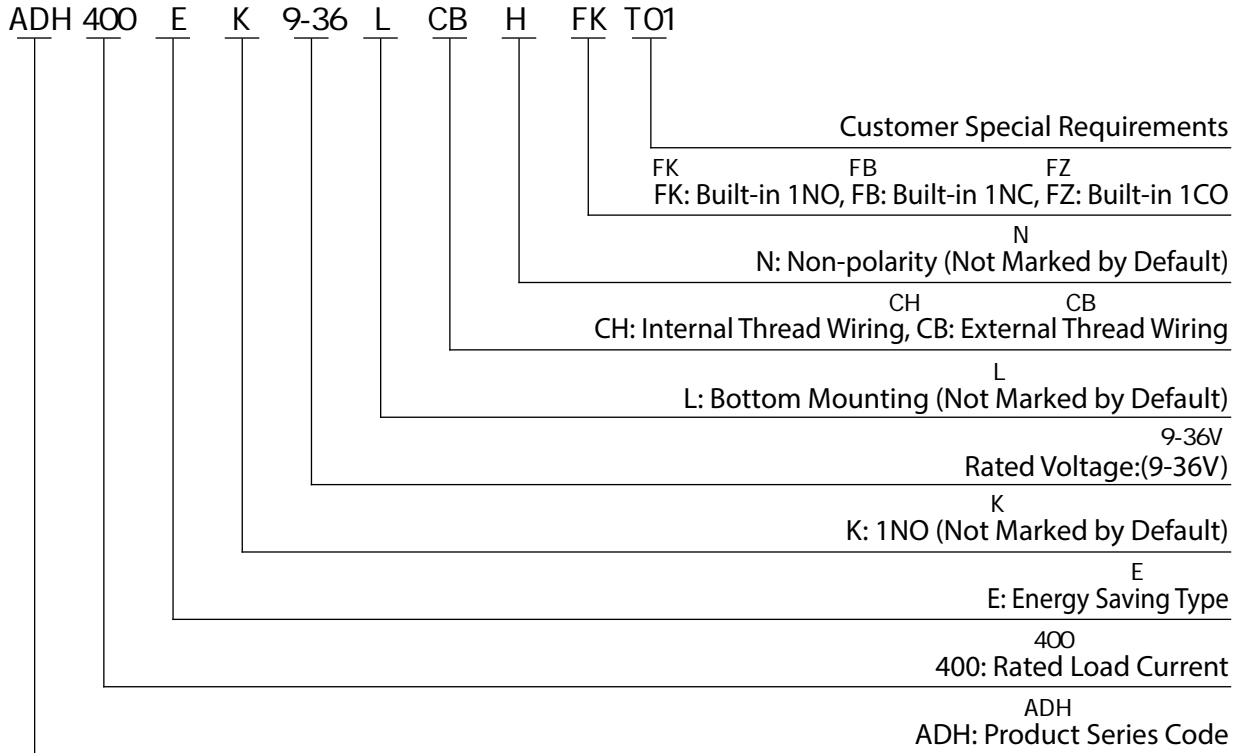 ADH 400 E K 9-36 L CB H FK T01
Customer Special Requirements
FK FB FZ
FK: Built-in 1NO, FB: Built-in 1NC, FZ: Built-in 1CO
N
N: Non-polarity (Not Marked by Default)
CH CB
CH: Internal Thread Wiring, CB: External Thread Wiring
L
L: Bottom Mounting (Not Marked by Default)
9-36V
Rated Voltage:(9-36V)
K
K: 1NO (Not Marked by Default)
E
E: Energy Saving Type
400
400: Rated Load Current
ADH
ADH: Product Series Code